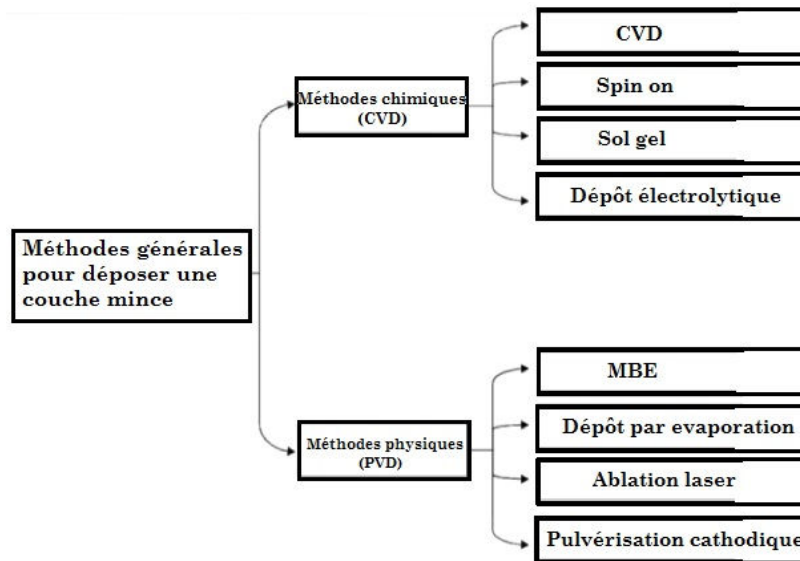 CVD
Spin on
Sol gel
Dépôt électrolytique
Méthodes chimiques
(CVD)
Méthodes générales
pour déposer une
couche mince
MBE
Dépôt par evaporation
Ablation laser
Pulvérisation cathodique
Méthodes physiques
(PVD)